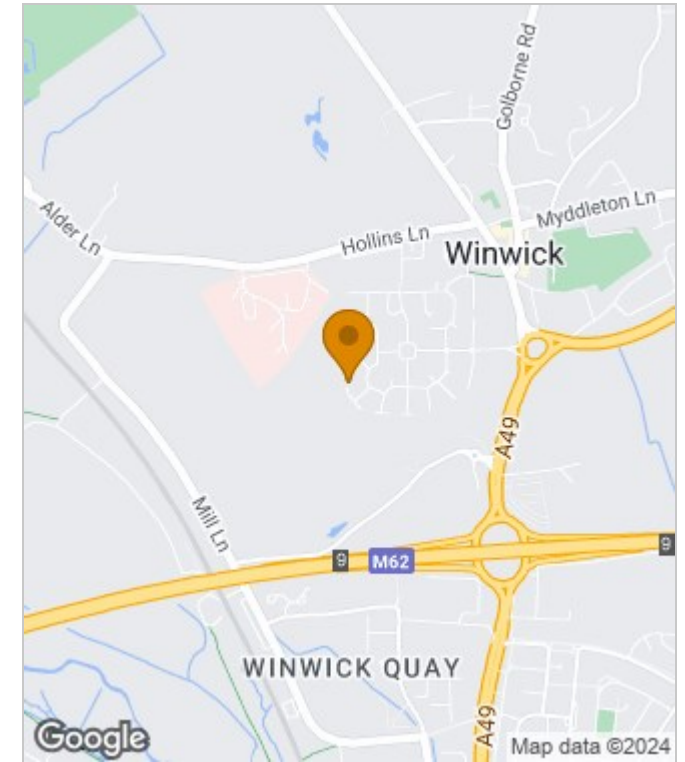 Golborne Rd
Alder Ln
Hollins Ln
Myddleton Ln
Winwick
A49
Mill Ln
9
M62
9
WINWICK QUAY
A49
Google
Map data ©2024